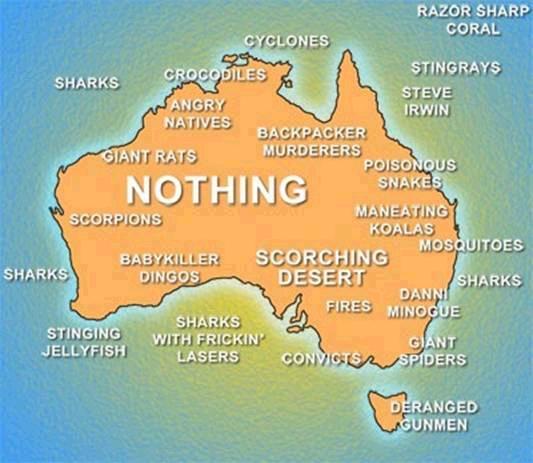 RAZOR SHARP
CORAL
CYCLONES
STINGRAYS
CROCODILES
SHARKS
STEVE
IRWIN
ANGRY
NATIVES
BACKPACKER
MURDERERS
GIANT RATS
POISONOUS
SNAKES
NOTHING
MANEATING
KOALAS
SCORPIONS
MOSQUITOES
BABYKILLER
DINGOS
SCORCHING
DESERT
SHARKS
SHARKS
DANNI
MINOGUE
FIRES
STINGING
JELLYFISH
SHARKS
WITH FRICKIN'
LASERS
GIANT
SPIDERS
CONVICTS
DERANGED
GUNMEN